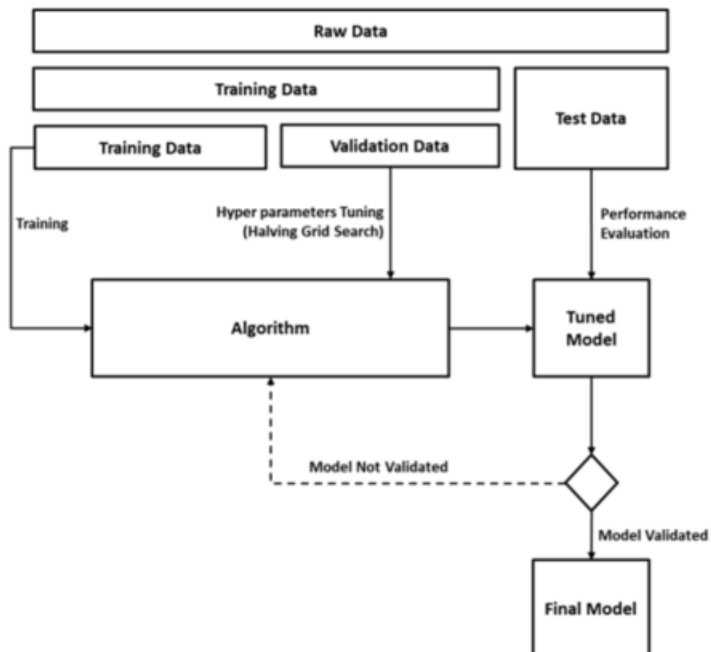 Raw Data
Training Data
Test Data
Training Data
Validation Data
Training
Hyper parameters Tuning
(Halving Grid Search)
Performance
Evaluation
Algorithm
Tuned
Model
Model Not Validated
Model Validated
Final Model